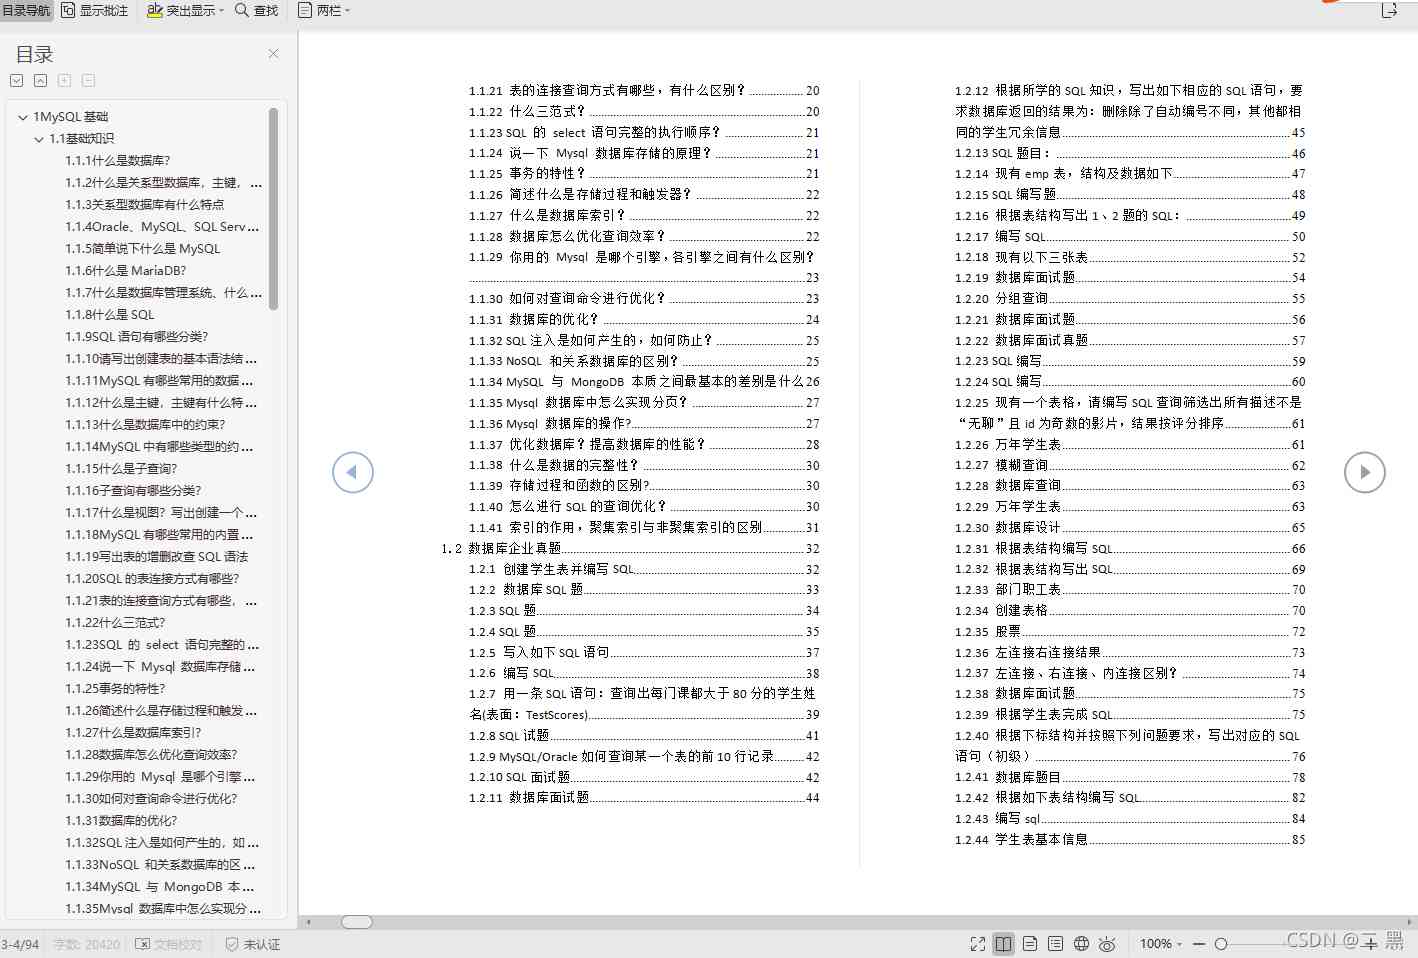 目录导航 显示批注 突出显示 查找 两栏
目录
1MySQL 基础
1.1基础知识
1.1.1什么是数据库?
1.1.2什么是关系型数据库，主键，...
1.1.3关系型数据库有什么特点
1.1.4Oracle、MySQL、SQL Serv...
1.1.5简单说下什么是 MySQL
1.1.6什么是 MariaDB?
1.1.7什么是数据库管理系统、什么...
1.1.8什么是 SQL
1.1.9SQL 语句有哪些分类?
1.1.10请写出创建表的基本语法结...
1.1.11MySQL 有哪些常用的数据...
1.1.12什么是主键，主键有什么特...
1.1.13什么是数据库中的约束?
1.1.14MySQL 中有哪些类型的约...
1.1.15什么是子查询?
1.1.16子查询有哪些分类?
1.1.17什么是视图? 写出创建一个...
1.1.18MySQL 有哪些常用的内置...
1.1.19写出表的增删改查 SQL 语法
1.1.20SQL 的表连接方式有哪些?
1.1.21表的连接查询方式有哪些，...
1.1.22什么三范式?
1.1.23SQL 的 select 语句完整的...
1.1.24说一下 Mysql 数据库存储...
1.1.25事务的特性?
1.1.26简述什么是存储过程和触发...
1.1.27什么是数据库索引?
1.1.28数据库怎么优化查询效率?
1.1.29你用的 Mysql 是哪个引擎...
1.1.30如何对查询命令进行优化?
1.1.31数据库的优化?
1.1.32SQL 注入是如何产生的，如...
1.1.33NoSQL 和关系数据库的区...
1.1.34MySQL 与 MongoDB 本...
1.1.35Mysql 数据库中怎么实现分...
1.1.21 表的连接查询方式有哪些，有什么区别？ 20
1.1.22 什么三范式？ 20
1.1.23 SQL 的 select 语句完整的执行顺序？ 21
1.1.24 说一下 Mysql 数据库存储的原理？ 21
1.1.25 事务的特性？ 21
1.1.26 简述什么是存储过程和触发器？ 22
1.1.27 什么是数据库索引？ 22
1.1.28 数据库怎么优化查询效率？ 22
1.1.29 你用的 Mysql 是哪个引擎，各引擎之间有什么区别？
23
1.1.30 如何对查询命令进行优化？ 23
1.1.31 数据库的优化？ 24
1.1.32 SQL 注入是如何产生的，如何防止？ 25
1.1.33 NoSQL 和关系数据库的区别？ 25
1.1.34 MySQL 与 MongoDB 本质之间最基本的差别是什么 26
1.1.35 Mysql 数据库中怎么实现分页？ 27
1.1.36 Mysql 数据库的操作? 27
1.1.37 优化数据库？提高数据库的性能？ 28
1.1.38 什么是数据的完整性？ 30
1.1.39 存储过程和函数的区别? 30
1.1.40 怎么进行 SQL 的查询优化？ 30
1.1.41 索引的作用，聚集索引与非聚集索引的区别 31
1.2 数据库企业真题 32
1.2.1 创建学生表并编写 SQL 32
1.2.2 数据库 SQL 题 33
1.2.3 SQL 题 34
1.2.4 SQL 题 35
1.2.5 写入如下 SQL 语句 37
1.2.6 编写 SQL 38
1.2.7 用一条 SQL 语句：查询出每门课都大于 80 分的学生姓
名(表面：TestScores) 39
1.2.8 SQL 试题 41
1.2.9 MySQL/Oracle 如何查询某一个表的前 10 行记录 42
1.2.10 SQL 面试题 42
1.2.11 数据库面试题 44
1.2.12 根据所学的 SQL 知识，写出如下相应的 SQL 语句，要
求数据库返回的结果为：删除除了自动编号不同，其他都相
同的学生冗余信息 45
1.2.13 SQL 题目： 46
1.2.14 现有 emp 表，结构及数据如下 47
1.2.15 SQL 编写题 48
1.2.16 根据表结构写出 1、2 题的 SQL： 49
1.2.17 编写 SQL 50
1.2.18 现有以下三张表 52
1.2.19 数据库面试题 54
1.2.20 分组查询 55
1.2.21 数据库面试题 56
1.2.22 数据库面试真题 57
1.2.23 SQL 编写 59
1.2.24 SQL 编写 60
1.2.25 现有一个表格，请编写 SQL 查询筛选出所有描述不是
“无聊”且 id 为奇数的影片，结果按评分排序 61
1.2.26 万年学生表 61
1.2.27 模糊查询 62
1.2.28 数据库查询 63
1.2.29 万年学生表 63
1.2.30 数据库设计 65
1.2.31 根据表结构编写 SQL 66
1.2.32 根据表结构写出 SQL 69
1.2.33 部门职工表 70
1.2.34 创建表格 70
1.2.35 股票 72
1.2.36 左连接右连接结果 73
1.2.37 左连接、右连接、内连接区别？ 74
1.2.38 数据库面试题 75
1.2.39 根据学生表完成 SQL 75
1.2.40 根据下标结构并按照下列问题要求，写出对应的 SQL
语句（初级） 76
1.2.41 数据库题目 78
1.2.42 根据如下表结构编写 SQL 82
1.2.43 编写 sql 84
1.2.44 学生表基本信息 85
3-4/94 字数: 20420 文档校对 未认证 100%
CSDN @二 黑